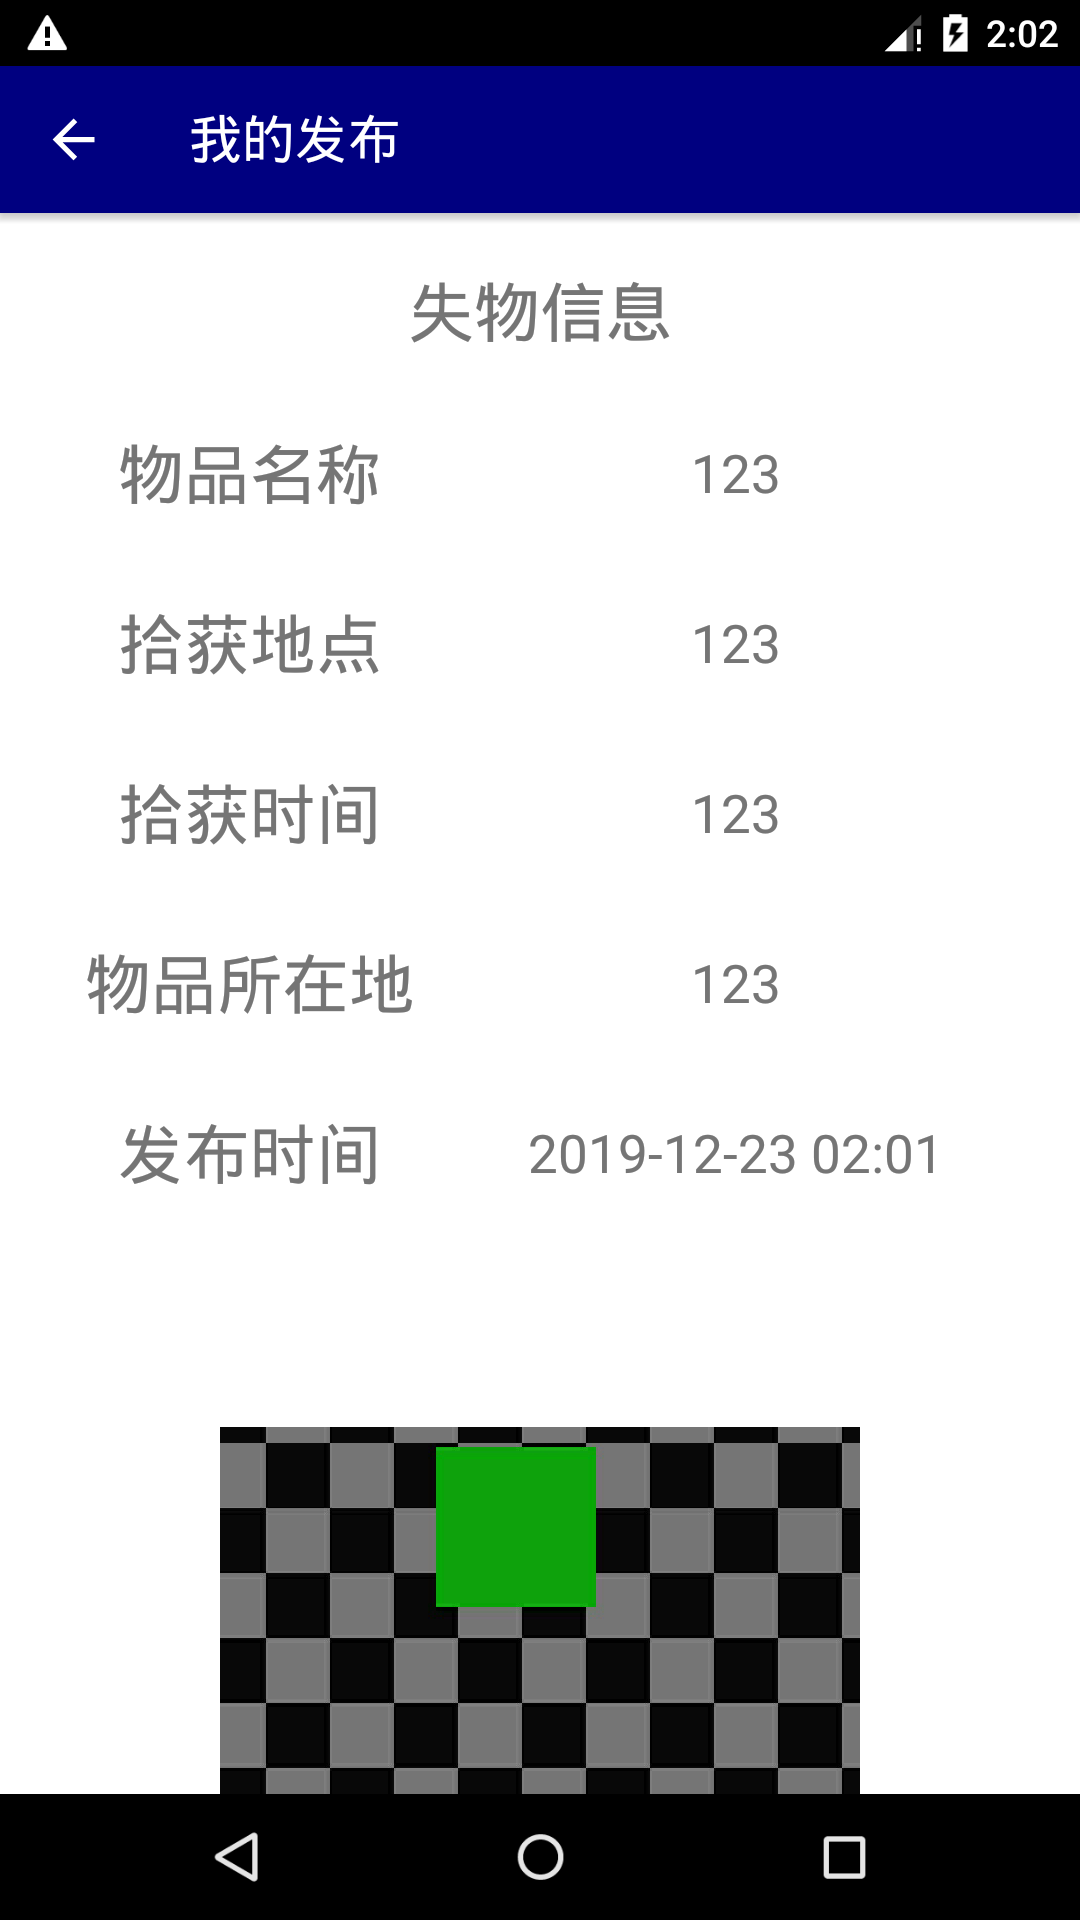 2:02
我的发布
失物信息
物品名称 123
拾获地点 123
拾获时间 123
物品所在地 123
发布时间 2019-12-23 02:01